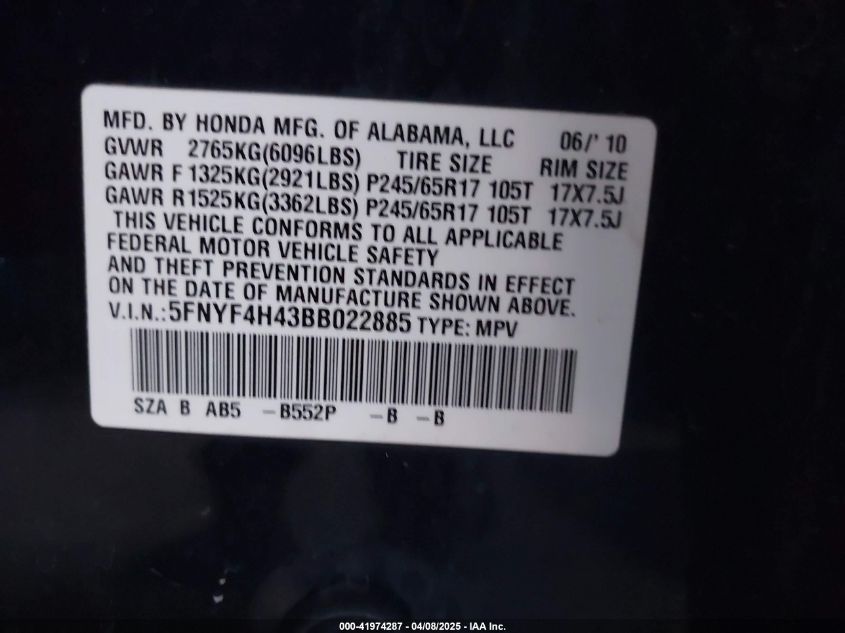 MFD. BY HONDA MFG. OF ALABAMA, LLC 06/' 10
GVWR 2765KG(6096LBS) TIRE SIZE RIM SIZE
GAWR F 1325KG(2921LBS) P245/65R17 105T 17X7.5J
GAWR R 1525KG(3362LBS) P245/65R17 105T 17X7.5J
THIS VEHICLE CONFORMS TO ALL APPLICABLE
FEDERAL MOTOR VEHICLE SAFETY
AND THEFT PREVENTION STANDARDS IN EFFECT
ON THE DATE OF MANUFACTURE SHOWN ABOVE.
V.I.N.:5FNYF4H43BB022885 TYPE: MPV
SZA B AB5 -B552P -B -B
000-41974287 - 04/08/2025 - IAA Inc.